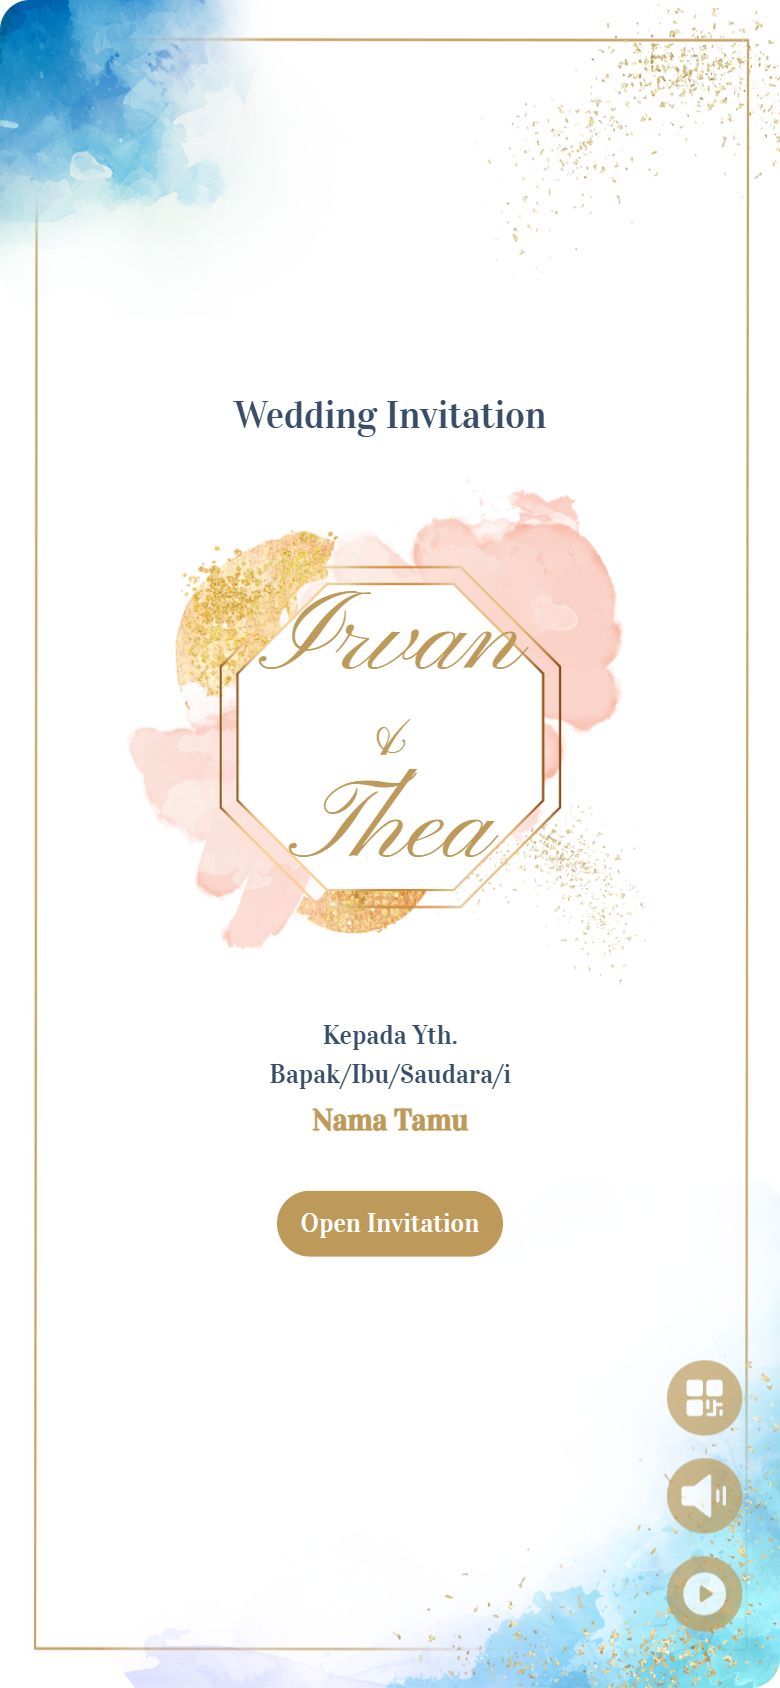 Wedding Invitation
Irvan
&
Thea
Kepada Yth.
Bapak/Ibu/Saudara/i
Nama Tamu
Open Invitation